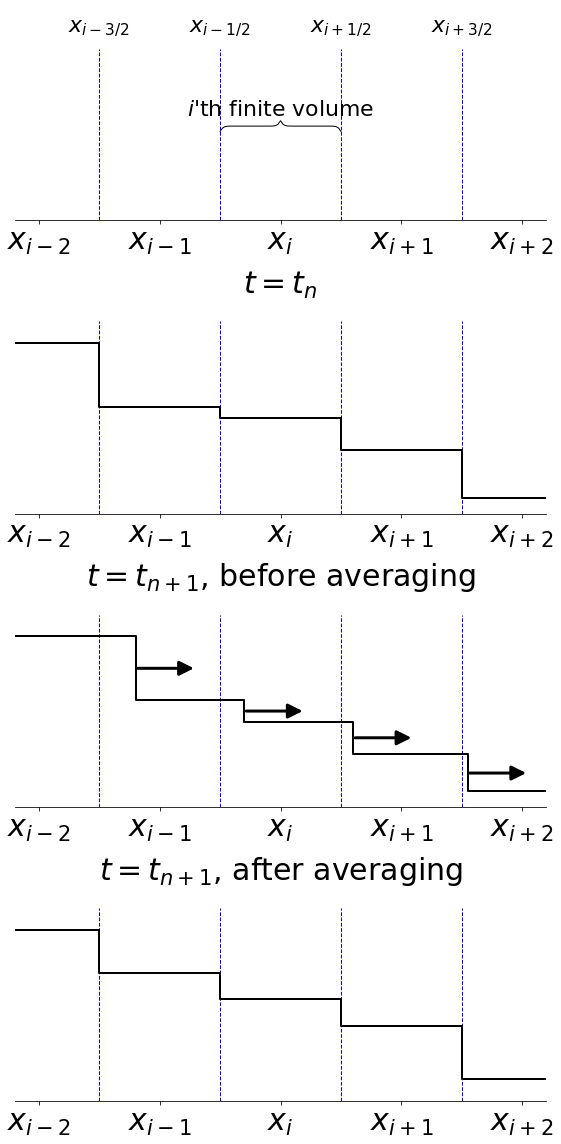 x_{i−3/2} x_{i−1/2} x_{i+1/2} x_{i+3/2}
i'th finite volume
x_{i−2} x_{i−1} x_i x_{i+1} x_{i+2}
t = t_n
x_{i−2} x_{i−1} x_i x_{i+1} x_{i+2}
t = t_{n+1}, before averaging
x_{i−2} x_{i−1} x_i x_{i+1} x_{i+2}
t = t_{n+1}, after averaging
x_{i−2} x_{i−1} x_i x_{i+1} x_{i+2}